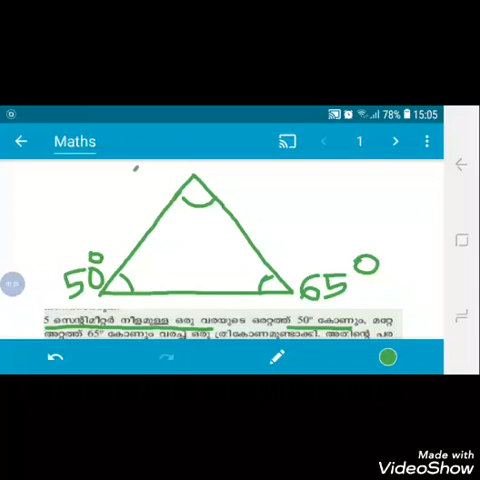 78% 15:05
Maths
1
50°
65°
5 സെന്റിമീറ്റർ നീളമുള്ള ഒരു വരയുടെ ഒരറ്റത്ത് 50° കോണും, മറ്റേ
അറ്റത്ത് 65° കോണും വരച്ച് ഒരു ത്രികോണമുണ്ടാക്കി. അതിന്റെ പര
Made with
VideoShow